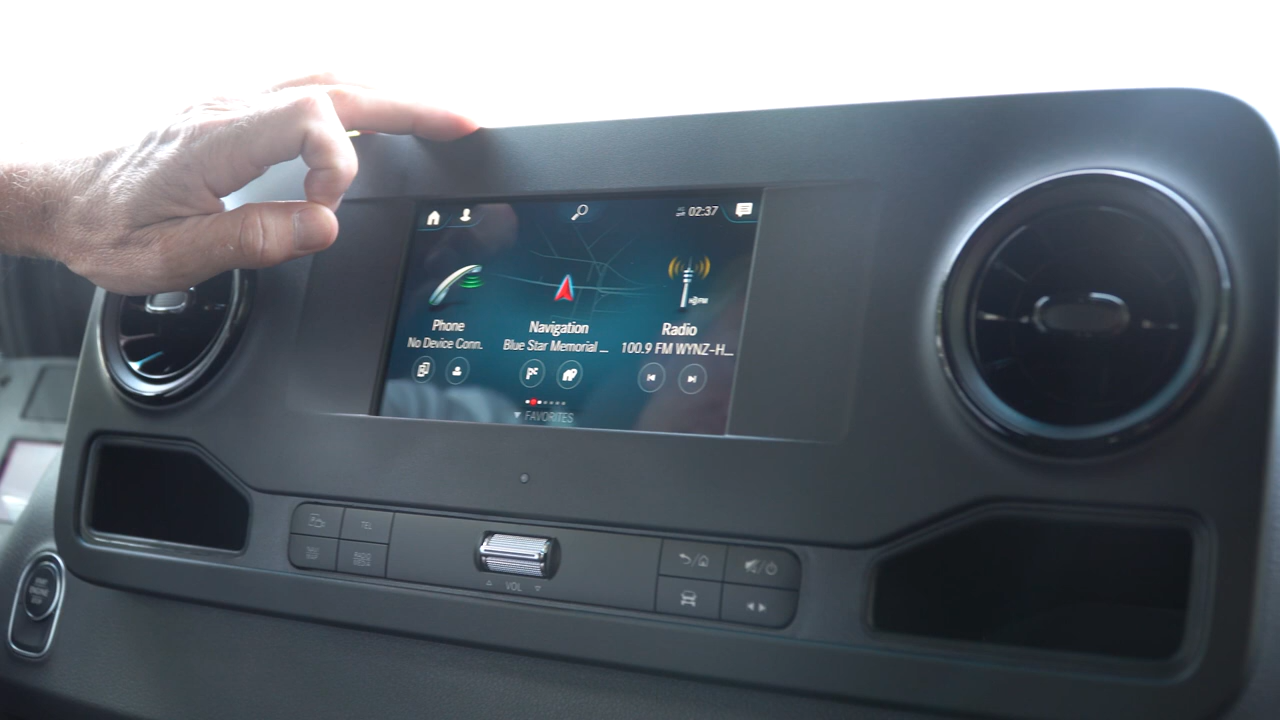 02:37
Phone
No Device Conn.
Navigation
Blue Star Memorial ...
Radio
100.9 FM WYNZ-H...
FAVORITES
TEL
VOL